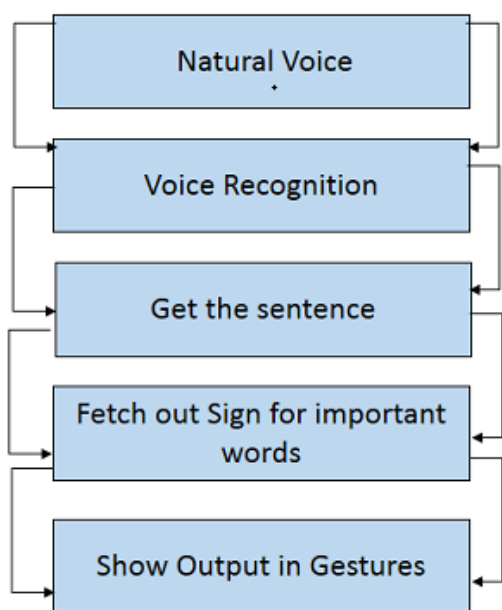 Natural Voice
Voice Recognition
Get the sentence
Fetch out Sign for important
words
Show Output in Gestures